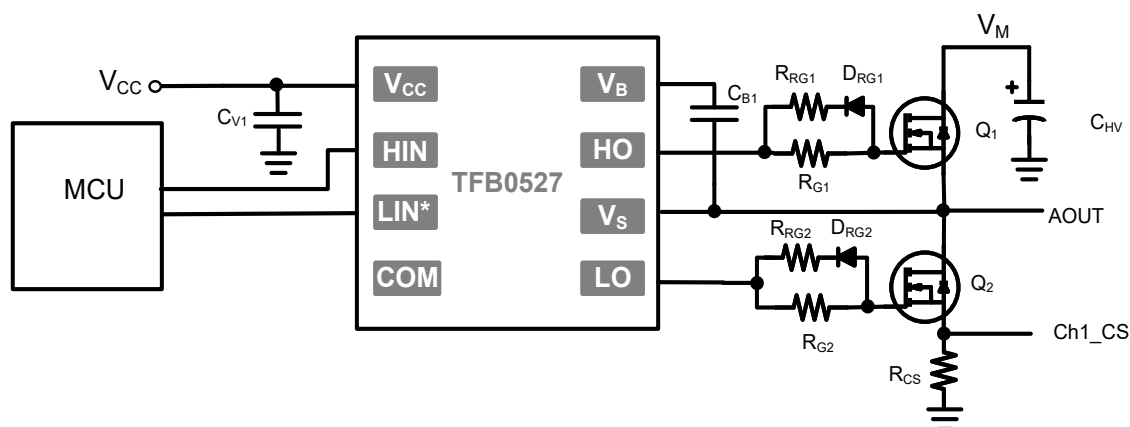 V_M
R_RG1
D_RG1
V_CC
V_CC
V_B
C_B1
C_V1
+
C_HV
Q_1
HIN
HO
MCU
TFB0527
R_G1
LIN*
V_S
AOUT
R_RG2
D_RG2
COM
LO
Q_2
R_G2
Ch1_CS
R_CS